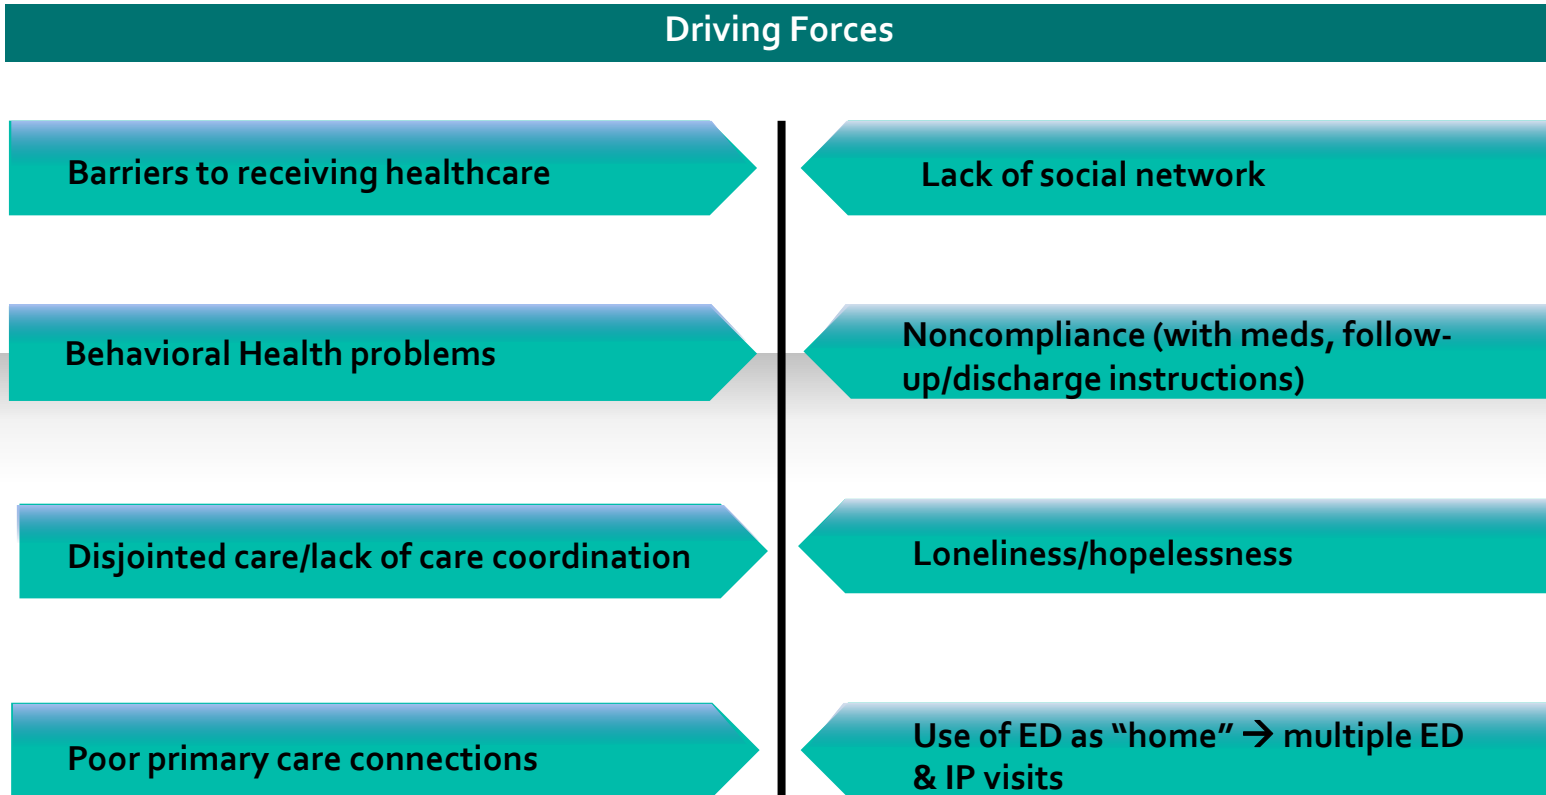 Driving Forces
Barriers to receiving healthcare
Lack of social network
Behavioral Health problems
Noncompliance (with meds, follow-
up/discharge instructions)
Disjointed care/lack of care coordination
Loneliness/hopelessness
Poor primary care connections
Use of ED as “home” → multiple ED
& IP visits